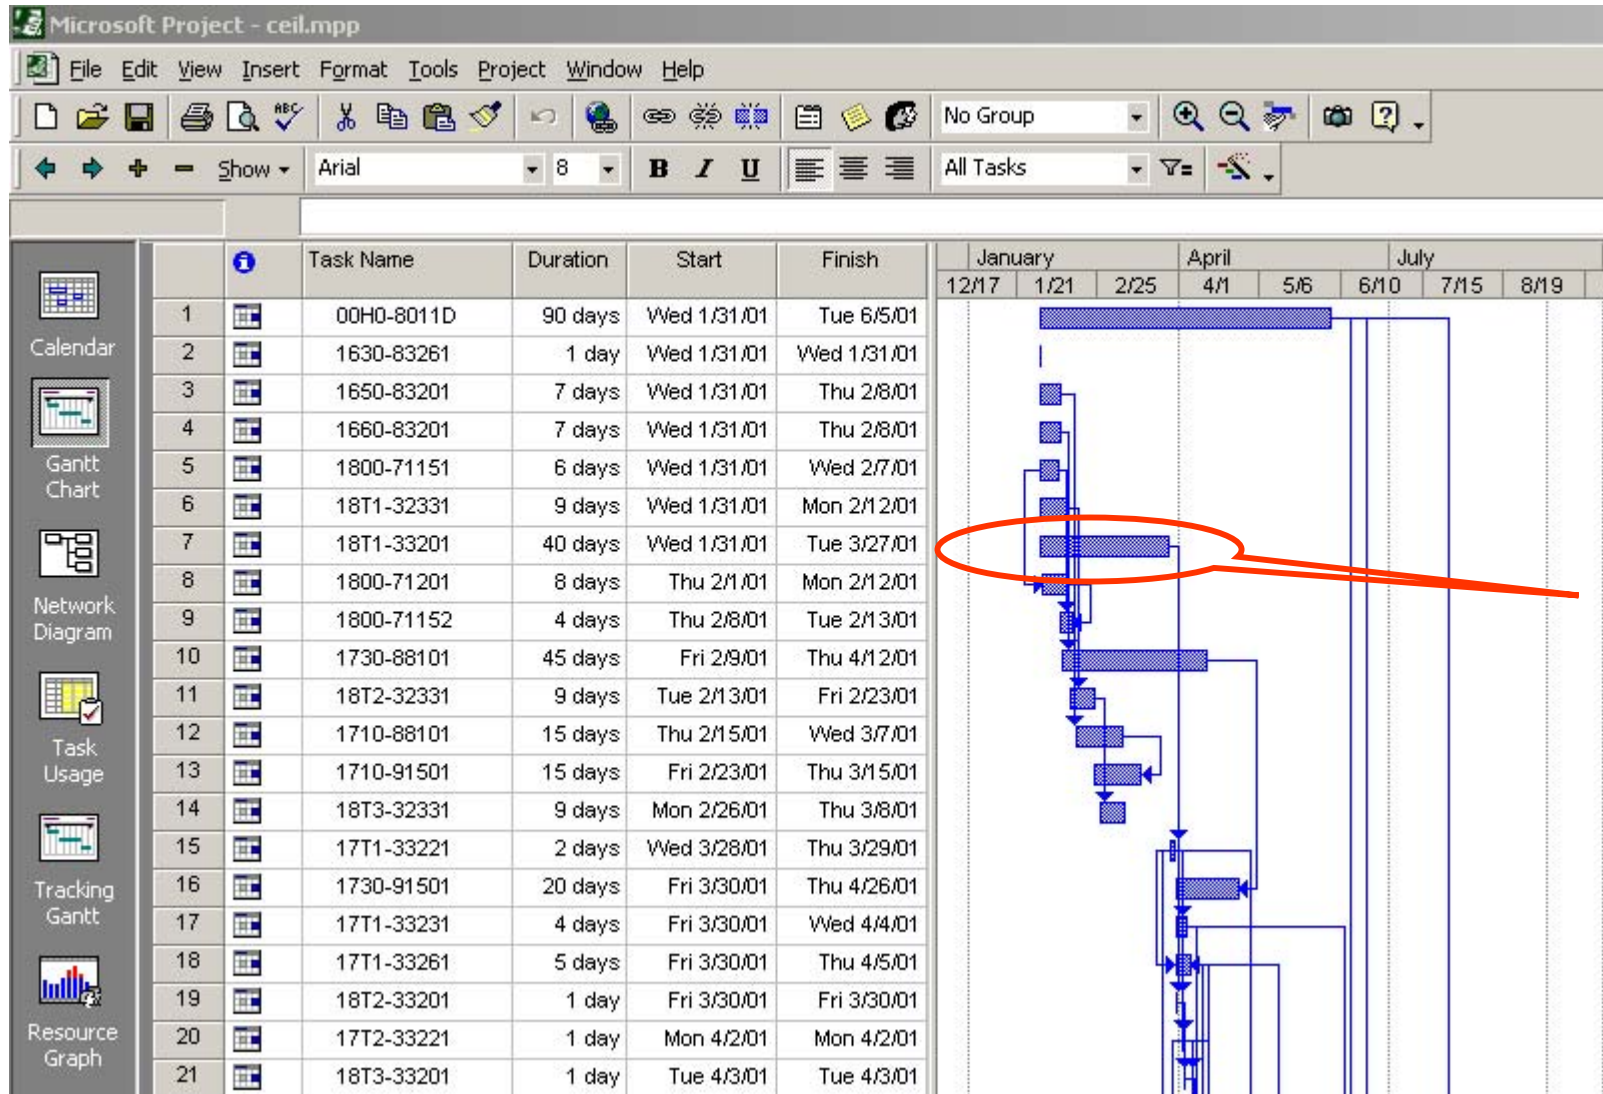 Microsoft Project - ceil.mpp
File Edit View Insert Format Tools Project Window Help
ABC No Group ?
Show Arial 8 B I U All Tasks
Task Name Duration Start Finish January April July
12/17 1/21 2/25 4/1 5/6 6/10 7/15 8/19
1 00H0-8011D 90 days Wed 1/31/01 Tue 6/5/01
Calendar
2 1630-83261 1 day Wed 1/31/01 Wed 1/31/01
3 1650-83201 7 days Wed 1/31/01 Thu 2/8/01
4 1660-83201 7 days Wed 1/31/01 Thu 2/8/01
Gantt
Chart
5 1800-71151 6 days Wed 1/31/01 Wed 2/7/01
6 18T1-32331 9 days Wed 1/31/01 Mon 2/12/01
7 18T1-33201 40 days Wed 1/31/01 Tue 3/27/01
8 1800-71201 8 days Thu 2/1/01 Mon 2/12/01
Network
Diagram
9 1800-71152 4 days Thu 2/8/01 Tue 2/13/01
10 1730-88101 45 days Fri 2/9/01 Thu 4/12/01
11 18T2-32331 9 days Tue 2/13/01 Fri 2/23/01
12 1710-88101 15 days Thu 2/15/01 Wed 3/7/01
Task
Usage
13 1710-91501 15 days Fri 2/23/01 Thu 3/15/01
14 18T3-32331 9 days Mon 2/26/01 Thu 3/8/01
15 17T1-33221 2 days Wed 3/28/01 Thu 3/29/01
16 1730-91501 20 days Fri 3/30/01 Thu 4/26/01
Tracking
Gantt
17 17T1-33231 4 days Fri 3/30/01 Wed 4/4/01
18 17T1-33261 5 days Fri 3/30/01 Thu 4/5/01
19 18T2-33201 1 day Fri 3/30/01 Fri 3/30/01
Resource
Graph
20 17T2-33221 1 day Mon 4/2/01 Mon 4/2/01
21 18T3-33201 1 day Tue 4/3/01 Tue 4/3/01